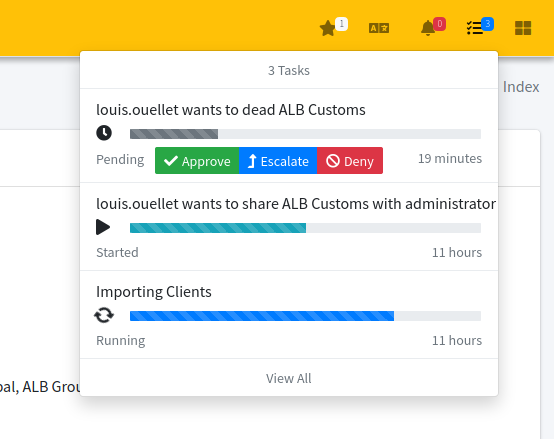 1 0 3
3 Tasks
Index
louis.ouellet wants to dead ALB Customs
Pending Approve Escalate Deny 19 minutes
louis.ouellet wants to share ALB Customs with administrator
Started 11 hours
Importing Clients
Running 11 hours
View All
ALB